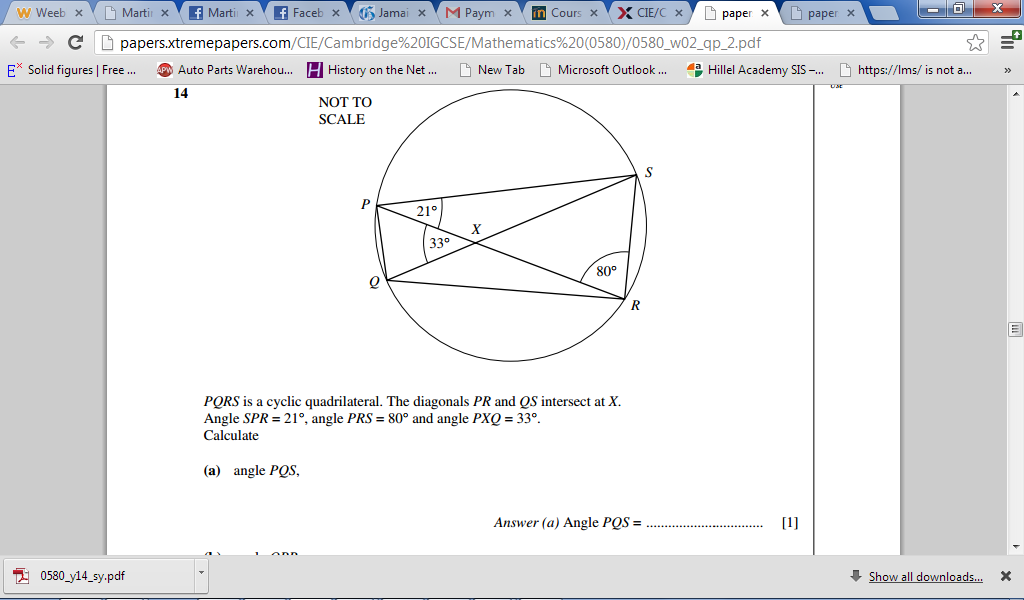 Weeb
Martin
Martin
Faceb
Jamai
Paym
Cours
CIE/C
paper
paper
papers.xtremepapers.com/CIE/Cambridge%20IGCSE/Mathematics%20(0580)/0580_w02_qp_2.pdf
Solid figures | Free ...
APW Auto Parts Warehou...
H History on the Net ...
New Tab
Microsoft Outlook ...
Hillel Academy SIS –...
https://lms/ is not a...
»
14
NOT TO
SCALE
S
P
21°
X
33°
80°
Q
R
PQRS is a cyclic quadrilateral. The diagonals PR and QS intersect at X.
Angle SPR = 21°, angle PRS = 80° and angle PXQ = 33°.
Calculate
(a) angle PQS,
Answer (a) Angle PQS = ................................ [1]
0580_y14_sy.pdf
Show all downloads...